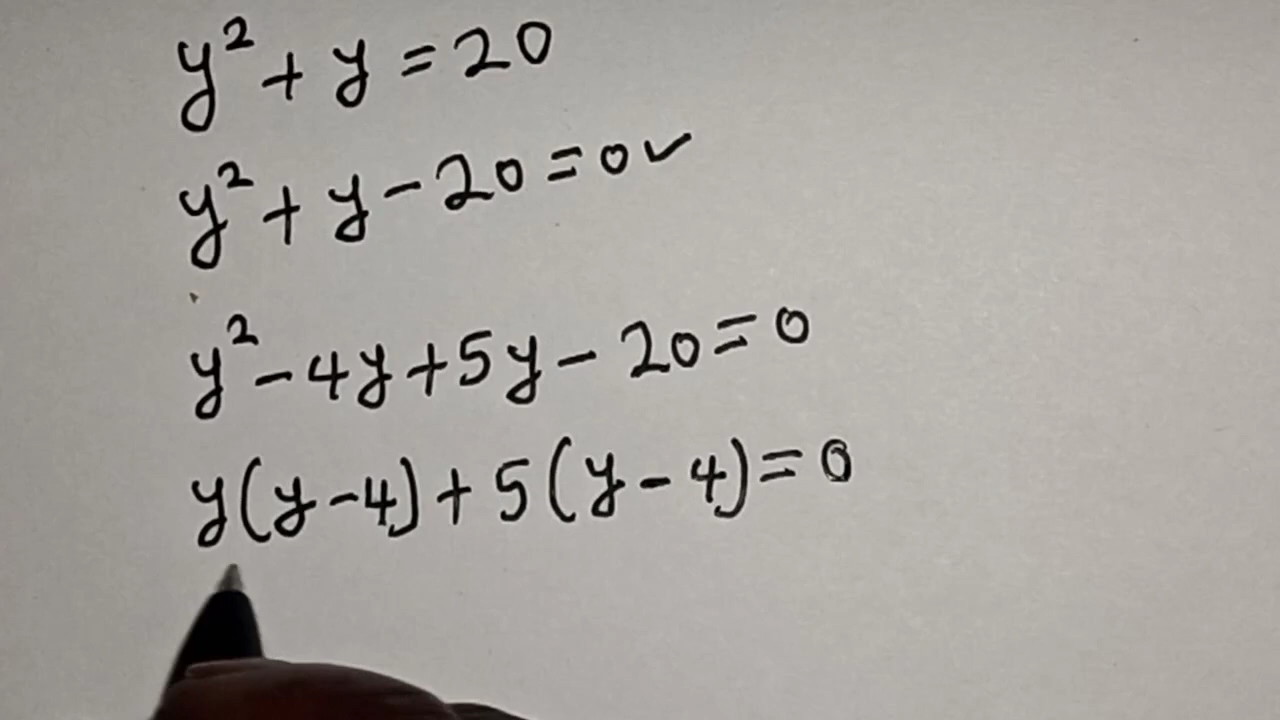 y² + y = 20
y² + y - 20 = 0 ✓
y² - 4y + 5y - 20 = 0
y(y - 4) + 5(y - 4) = 0